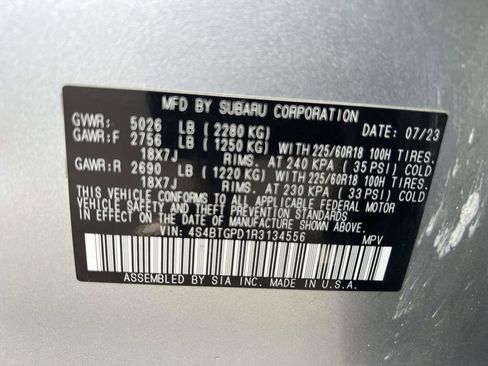 MFD BY SUBARU CORPORATION
GVWR: 5026 LB (2280 KG) DATE: 07/23
GAWR:F 2756 LB (1250 KG) WITH 225/60R18 100H TIRES,
18X7J RIMS, AT 240 KPA (35 PSI) COLD
GAWR:R 2690 LB (1220 KG) WITH 225/60R18 100H TIRES,
18X7J RIMS, AT 230 KPA (33 PSI) COLD
THIS VEHICLE CONFORMS TO ALL APPLICABLE FEDERAL MOTOR
VEHICLE SAFETY, BUMPER, AND THEFT PREVENTION STANDARDS
IN EFFECT ON THE DATE OF MANUFACTURE SHOWN ABOVE.
VIN: 4S4BTGPD1R3134556 MPV
ASSEMBLED BY SIA INC. MADE IN U.S.A.